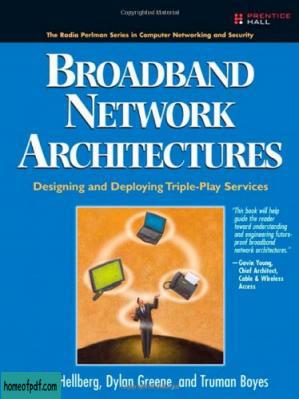 PRENTICE
HALL
The Radia Perlman Series in Computer Networking and Security
BROADBAND
NETWORK
ARCHITECTURES
Designing and Deploying Triple-Play Services
"This book will help
guide the reader
toward understanding
and engineering future-
proof broadband
network architectures."
— Gavin Young,
Chief Architect,
Cable & Wireless
Access
Hellberg, Dylan Greene, and Truman Boyes
homeofpdf.com